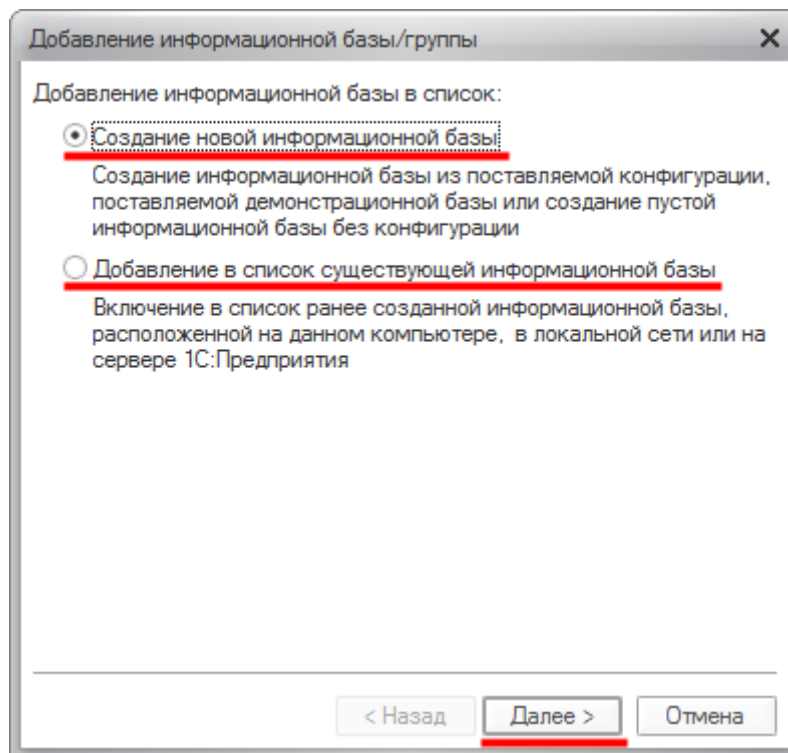 Добавление информационной базы/группы
Добавление информационной базы в список:
Создание новой информационной базы
Создание информационной базы из поставляемой конфигурации,
поставляемой демонстрационной базы или создание пустой
информационной базы без конфигурации
Добавление в список существующей информационной базы
Включение в список ранее созданной информационной базы,
расположенной на данном компьютере, в локальной сети или на
сервере 1С:Предприятия
< Назад Далее > Отмена